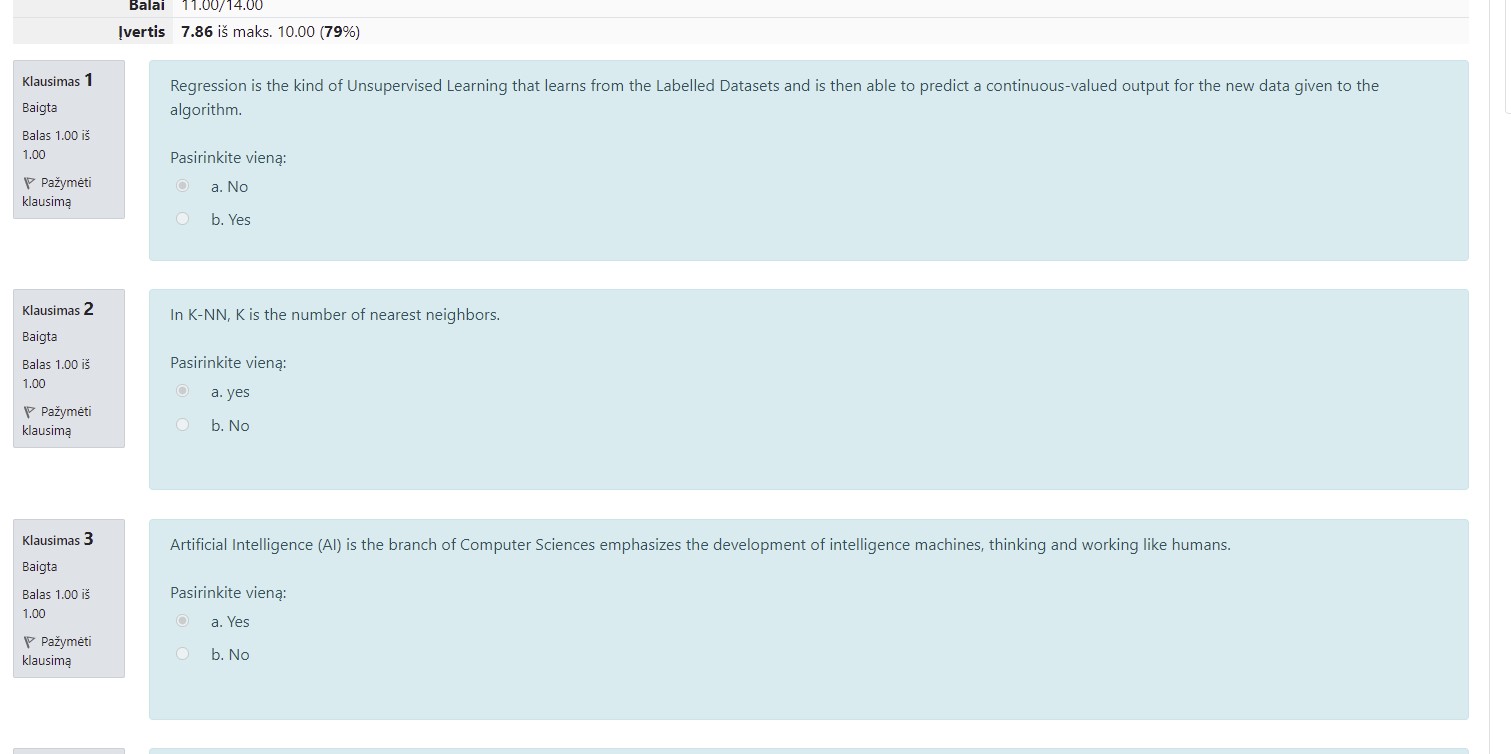 Balai 11.00/14.00
Įvertis 7.86 iš maks. 10.00 (79%)
Klausimas 1
Baigta
Balas 1.00 iš
1.00
Pažymėti
klausimą
Regression is the kind of Unsupervised Learning that learns from the Labelled Datasets and is then able to predict a continuous-valued output for the new data given to the
algorithm.
Pasirinkite vieną:
a. No
b. Yes
Klausimas 2
Baigta
Balas 1.00 iš
1.00
Pažymėti
klausimą
In K-NN, K is the number of nearest neighbors.
Pasirinkite vieną:
a. yes
b. No
Klausimas 3
Baigta
Balas 1.00 iš
1.00
Pažymėti
klausimą
Artificial Intelligence (AI) is the branch of Computer Sciences emphasizes the development of intelligence machines, thinking and working like humans.
Pasirinkite vieną:
a. Yes
b. No